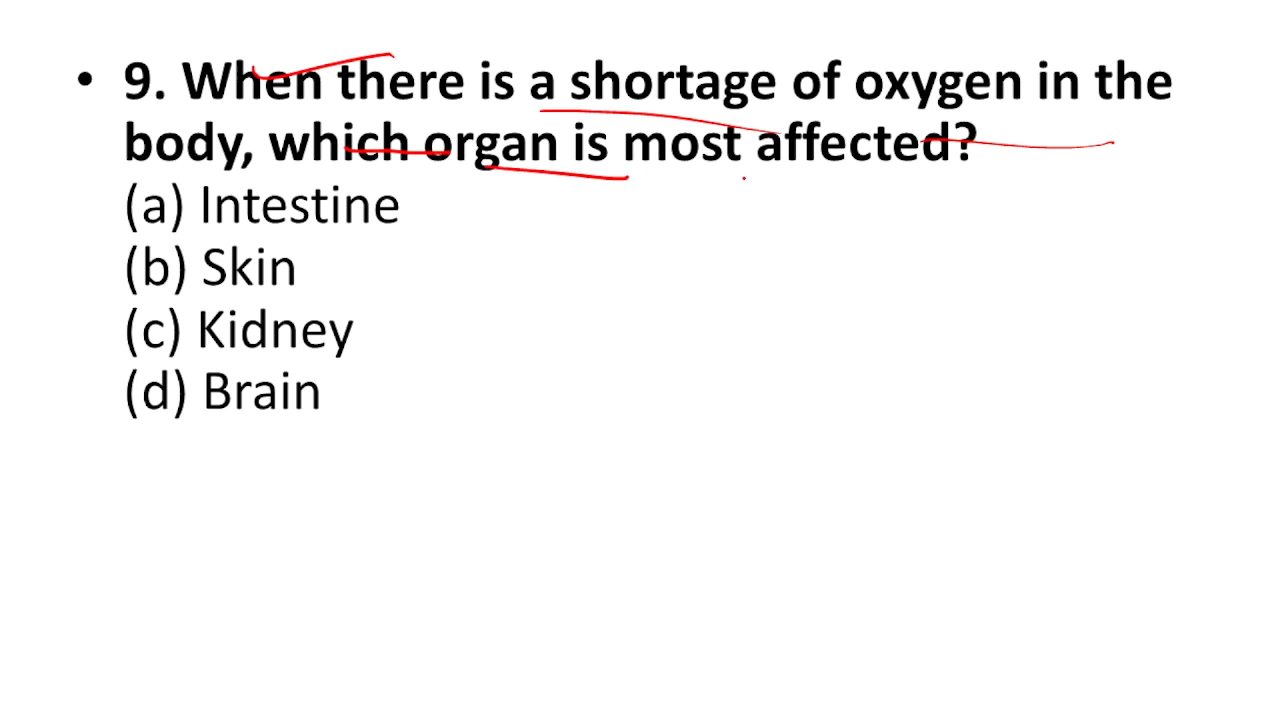 • 9. When there is a shortage of oxygen in the
body, which organ is most affected?
(a) Intestine
(b) Skin
(c) Kidney
(d) Brain